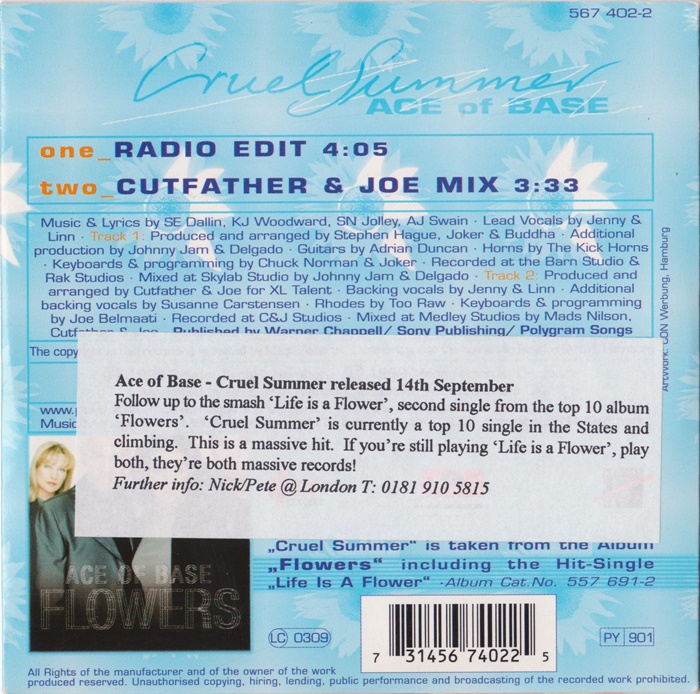 567 402-2
Cruel Summer
ACE of BASE
one_RADIO EDIT 4:05
two_CUTFATHER & JOE MIX 3:33
Music & Lyrics by SE Dallin, KJ Woodward, SN Jolley, AJ Swain · Lead Vocals by Jenny &
Linn · Track 1: Produced and arranged by Stephen Hague, Joker & Buddha · Additional
production by Johnny Jam & Delgado · Guitars by Adrian Duncan · Horns by The Kick Horns
· Keyboards & programming by Chuck Norman & Joker · Recorded at the Barn Studio &
Rak Studios · Mixed at Skylab Studio by Johnny Jam & Delgado · Track 2: Produced and
arranged by Cutfather & Joe for XL Talent · Backing vocals by Jenny & Linn · Additional
backing vocals by Susanne Carstensen · Rhodes by Too Raw · Keyboards & programming
by Joe Belmaati · Recorded at C&J Studios · Mixed at Medley Studios by Mads Nilson,
Cutfather & Joe Published by Warner Chappell/ Sony Publishing/ Polygram Songs
Artwork: CON Werbung, Hamburg
The copy
www.
Music
Ace of Base - Cruel Summer released 14th September
Follow up to the smash ‘Life is a Flower’, second single from the top 10 album
‘Flowers’. ‘Cruel Summer’ is currently a top 10 single in the States and
climbing. This is a massive hit. If you’re still playing ‘Life is a Flower’, play
both, they’re both massive records!
Further info: Nick/Pete @ London T: 0181 910 5815
„Cruel Summer“ is taken from the Album
„Flowers“ including the Hit-Single
„Life Is A Flower“ ·Album Cat.No. 557 691-2
ACE OF BASE
FLOWERS
LC 0309
7 31456 74022 5
PY 901
All Rights of the manufacturer and of the owner of the work
produced reserved. Unauthorised copying, hiring, lending, public performance and broadcasting of the recorded work prohibited.